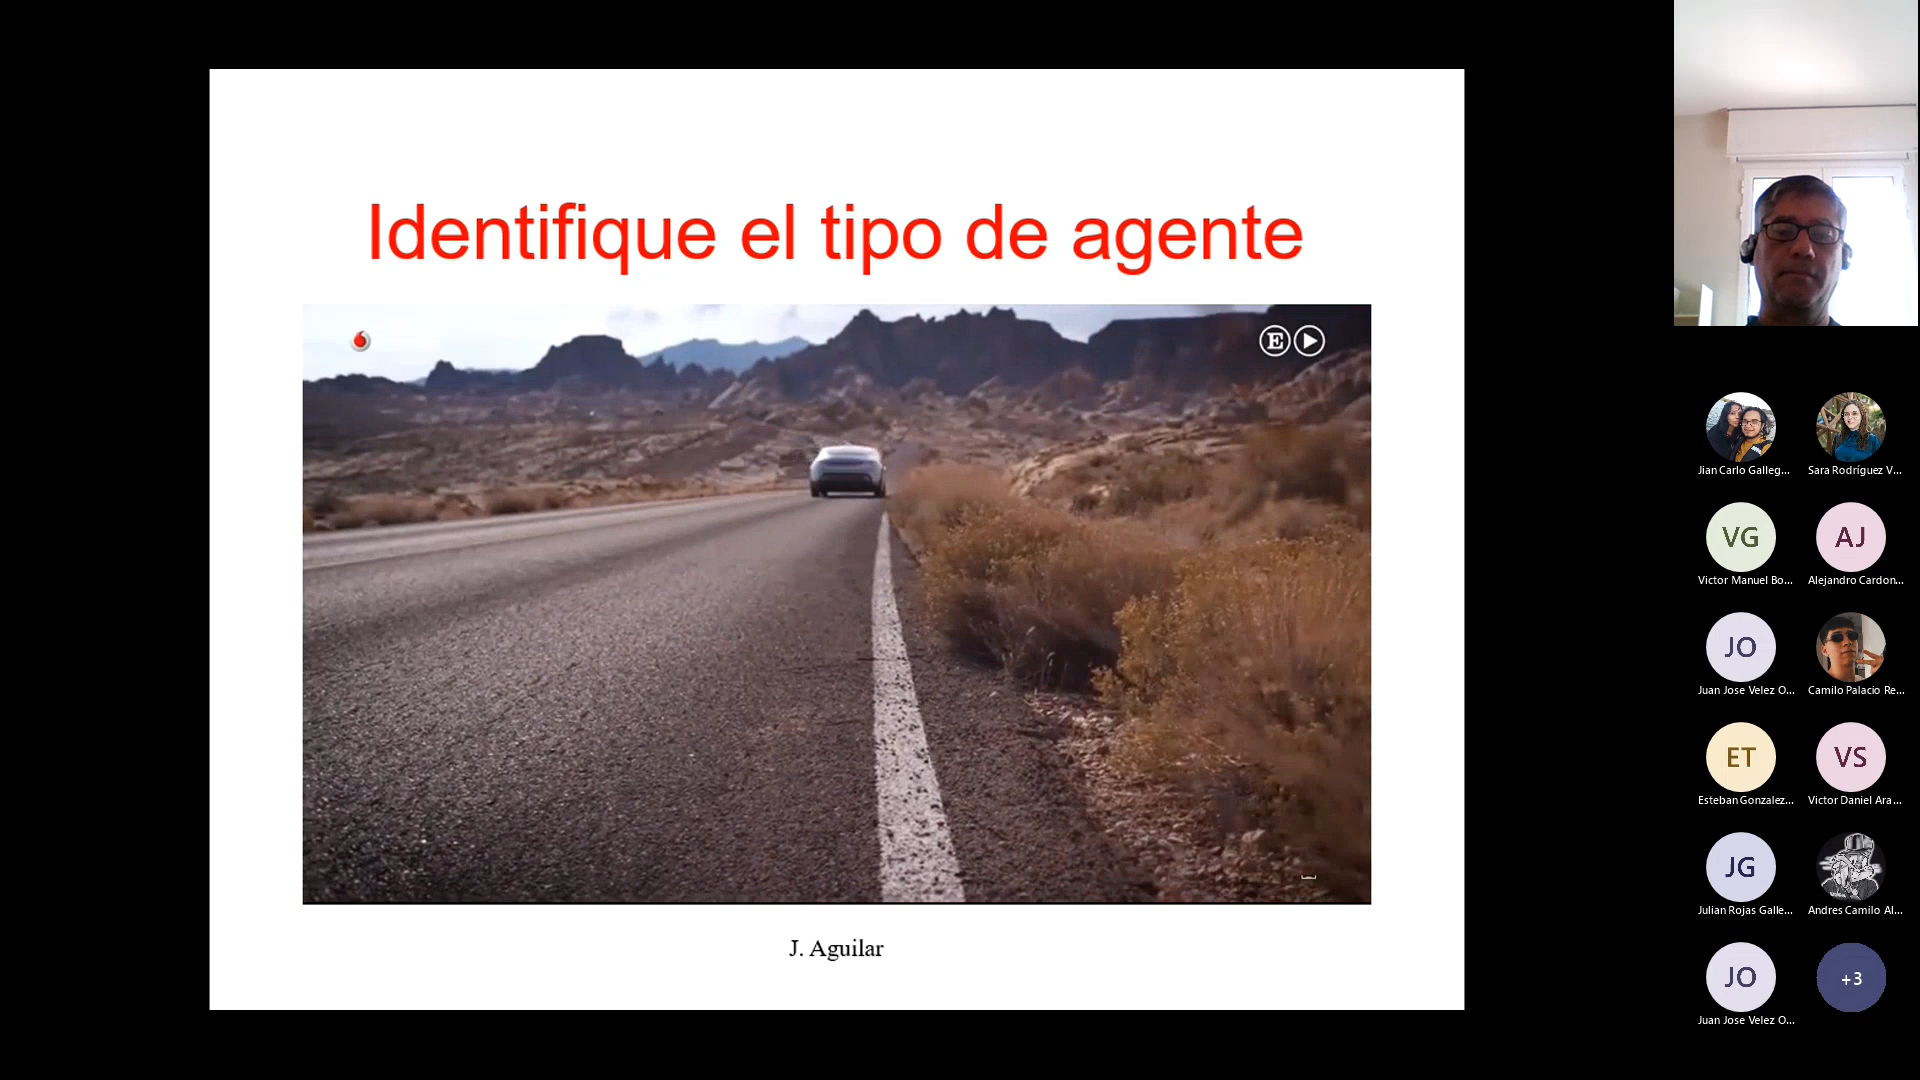 Identifique el tipo de agente
E
J. Aguilar
Jian Carlo Galleg...
Sara Rodríguez V...
VG
AJ
Victor Manuel Bo...
Alejandro Cardon...
JO
Juan Jose Velez O...
Camilo Palacio Re...
ET
VS
Esteban Gonzalez...
Victor Daniel Ara...
JG
Julian Rojas Galle...
Andres Camilo Al...
JO
+3
Juan Jose Velez O...